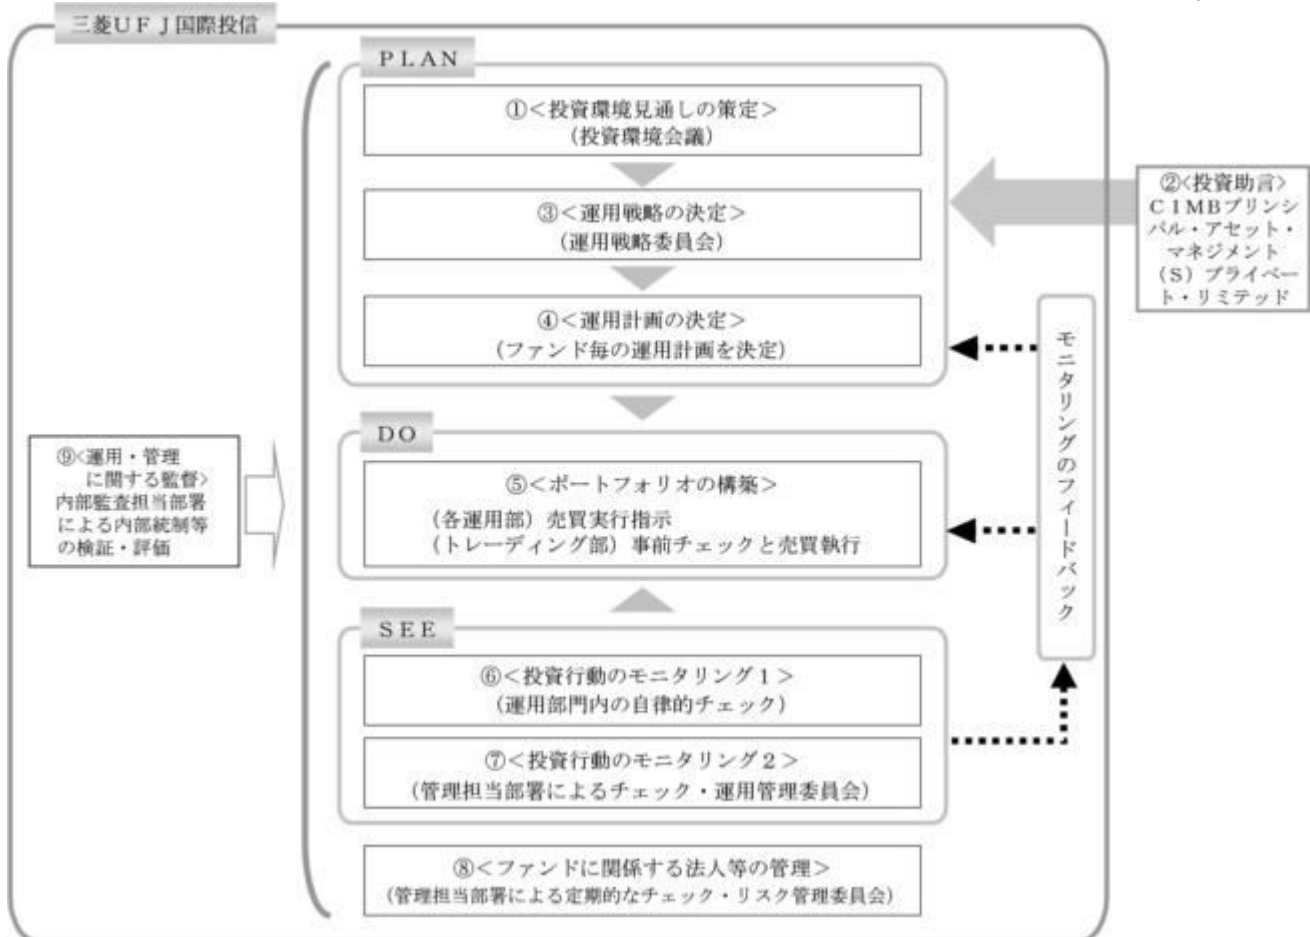 三菱UFJ国際投信
PLAN
①＜投資環境見通しの策定＞
（投資環境会議）
②<投資助言>
CIMBプリンシ
パル・アセット・
マネジメント
（S）プライベー
ト・リミテッド
③＜運用戦略の決定＞
（運用戦略委員会）
④＜運用計画の決定＞
（ファンド毎の運用計画を決定）
モニタリングのフィードバック
DO
⑤＜ポートフォリオの構築＞
（各運用部）売買実行指示
（トレーディング部）事前チェックと売買執行
⑨<運用・管理
に関する監督>
内部監査担当部署
による内部統制等
の検証・評価
SEE
⑥＜投資行動のモニタリング１＞
（運用部門内の自律的チェック）
⑦＜投資行動のモニタリング２＞
（管理担当部署によるチェック・運用管理委員会）
⑧＜ファンドに関係する法人等の管理＞
（管理担当部署による定期的なチェック・リスク管理委員会）